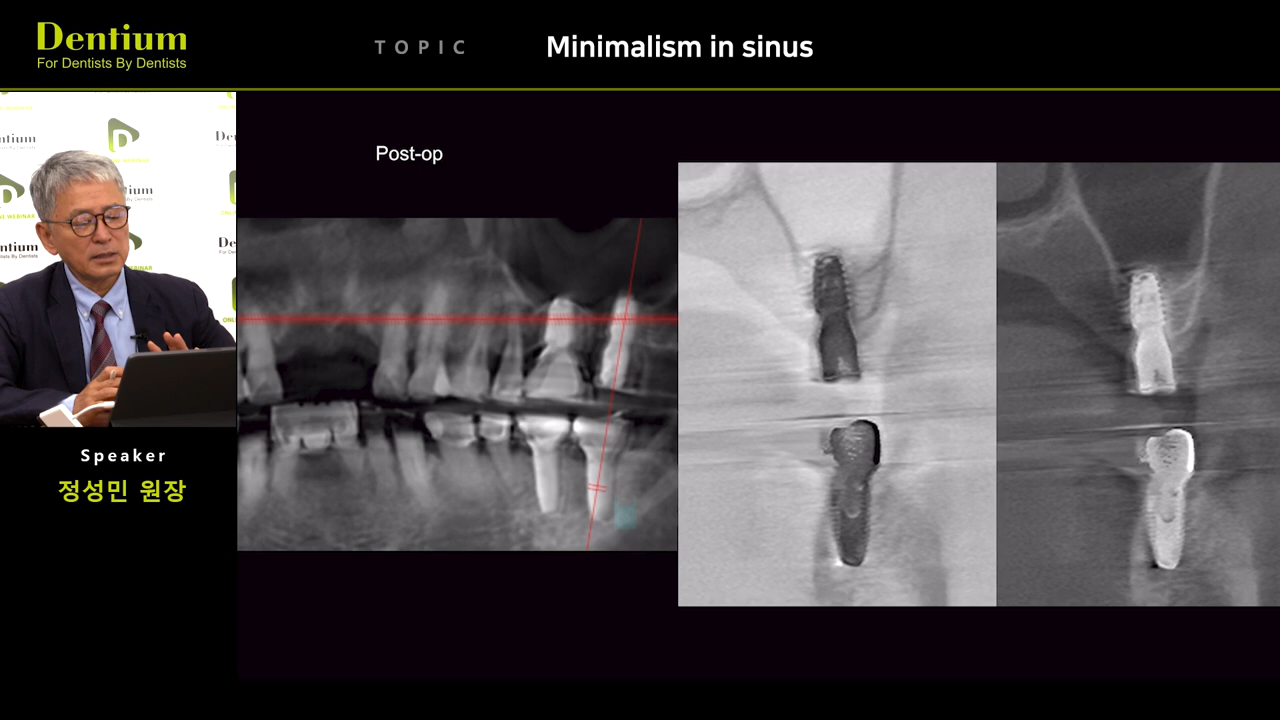 Dentium
For Dentists By Dentists
TOPIC
Minimalism in sinus
Post-op
Speaker
정성민 원장